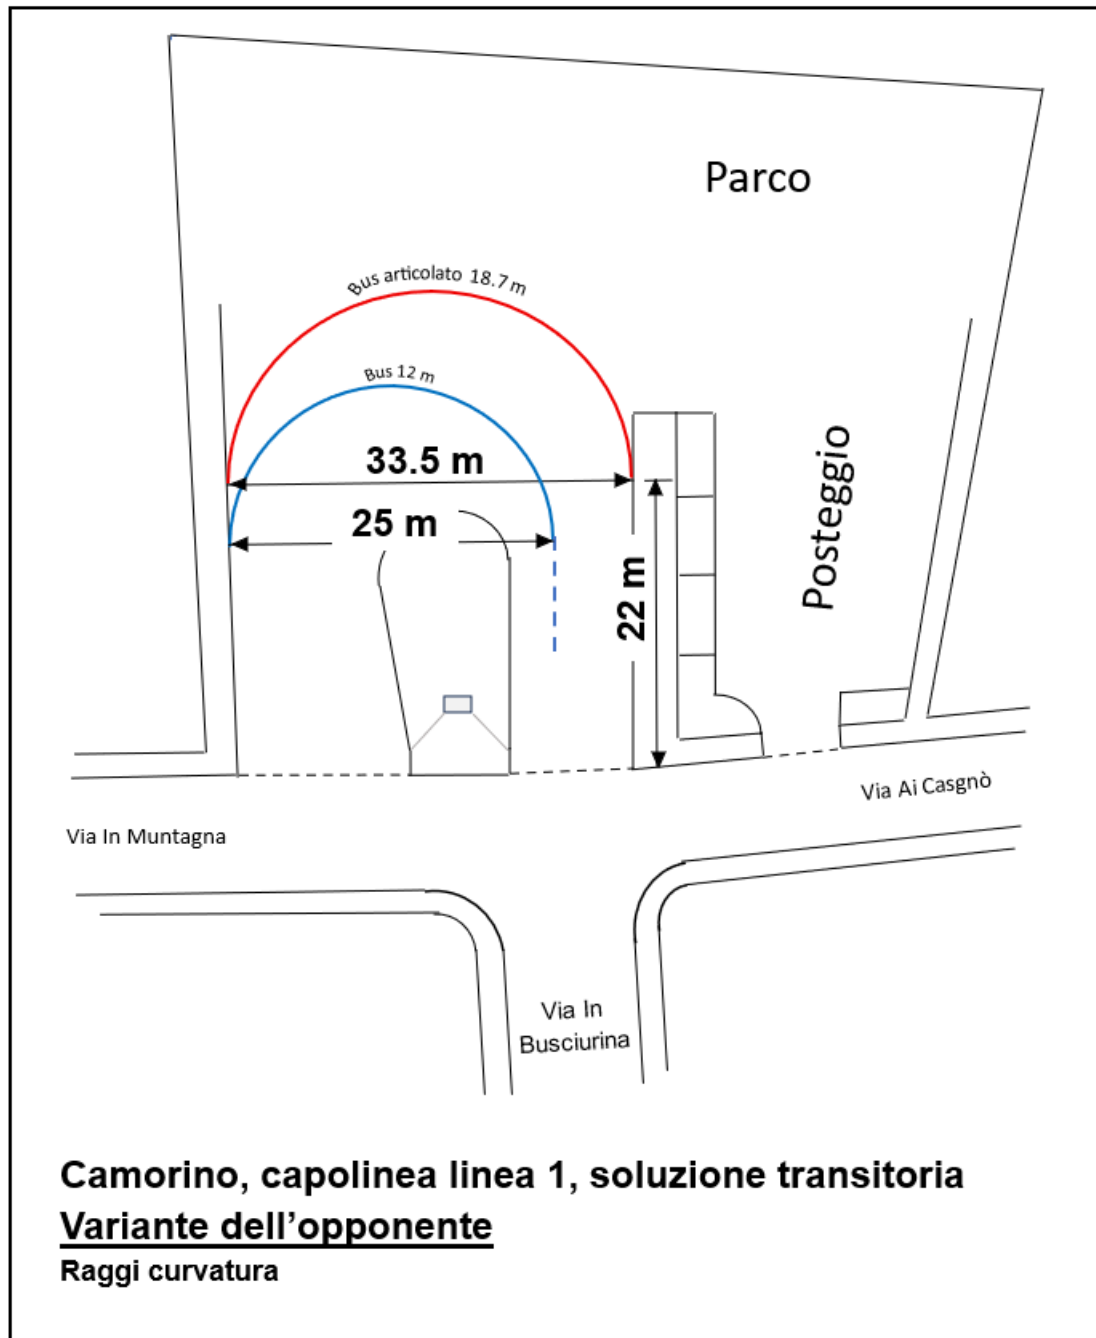 Parco
Bus articolato 18.7 m
Bus 12 m
33.5 m
25 m
22 m
Posteggio
Via Ai Casgnò
Via In Muntagna
Via In
Busciurina
Camorino, capolinea linea 1, soluzione transitoria
Variante dell'opponente
Raggi curvatura